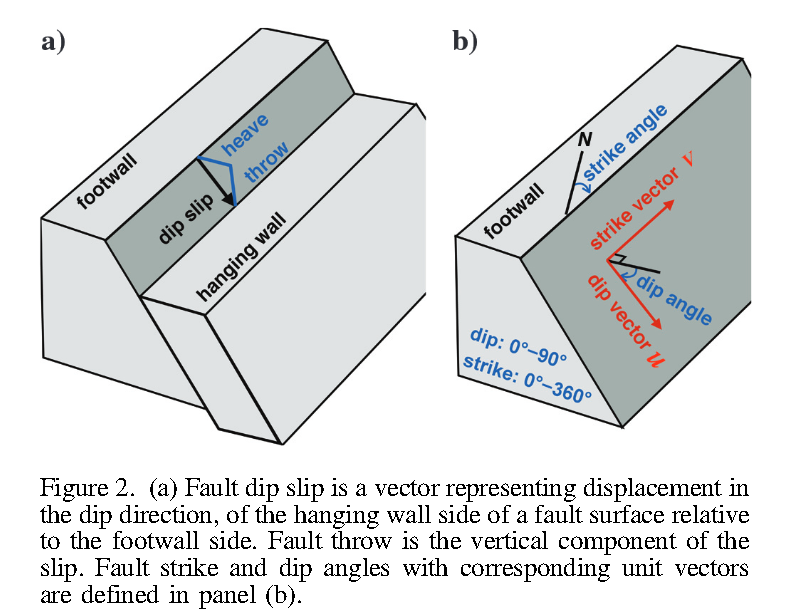 a)
footwall
heave
throw
dip slip
hanging wall
b)
N
strike angle
footwall
strike vector V
dip angle
dip vector u
dip: 0°–90°
strike: 0°–360°
Figure 2. (a) Fault dip slip is a vector representing displacement in
the dip direction, of the hanging wall side of a fault surface relative
to the footwall side. Fault throw is the vertical component of the
slip. Fault strike and dip angles with corresponding unit vectors
are defined in panel (b).